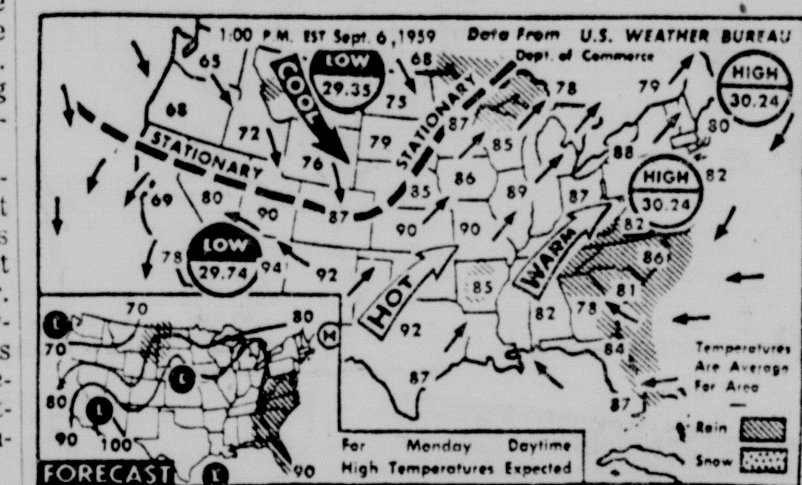 1:00 P.M. EST Sept. 6, 1959 Data From U.S. WEATHER BUREAU
Dept. of Commerce
LOW
29.35
HIGH
30.24
COOL
65
68
75
78
79
80
68
72
76
79
87
85
88
82
STATIONARY
STATIONARY
HIGH
30.24
69
80
90
87
85
86
89
87
82
LOW
29.74
78
94
92
90
90
86
HOT
WARM
85
81
78
82
84
92
87
87
Temperatures
Are Average
For Area
Rain
Snow
70
80
H
70
80
90
100
90
L
L
L
FORECAST
For Monday Daytime
High Temperatures Expected